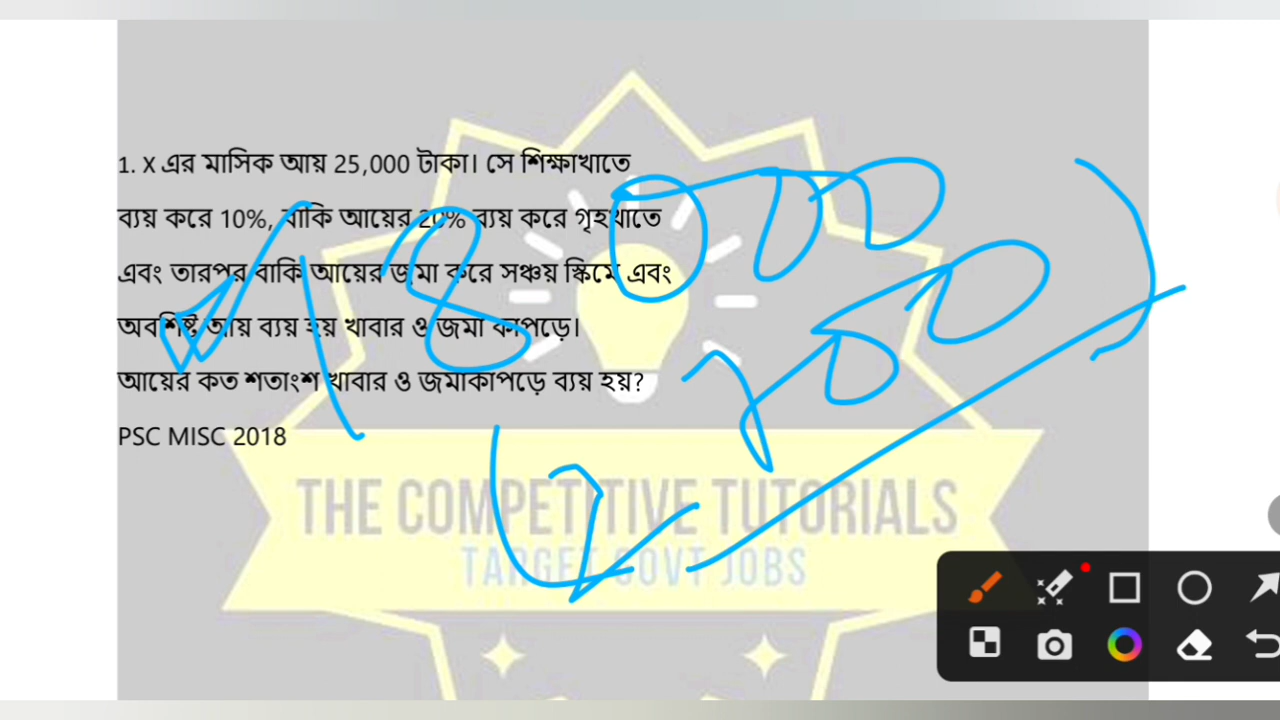 1. X এর মাসিক আয় 25,000 টাকা। সে শিক্ষাখাতে
ব্যয় করে 10%, বাকি আয়ের 20% ব্যয় করে গৃহখাতে
এবং তারপর বাকি আয়ের জমা করে সঞ্চয় স্কিমে এবং
অবশিষ্ট আয় ব্যয় হয় খাবার ও জমা কাপড়ে।
আয়ের কত শতাংশ খাবার ও জমাকাপড়ে ব্যয় হয়?
PSC MISC 2018
18000
THE COMPETITIVE TUTORIALS
TARGET GOVT JOBS